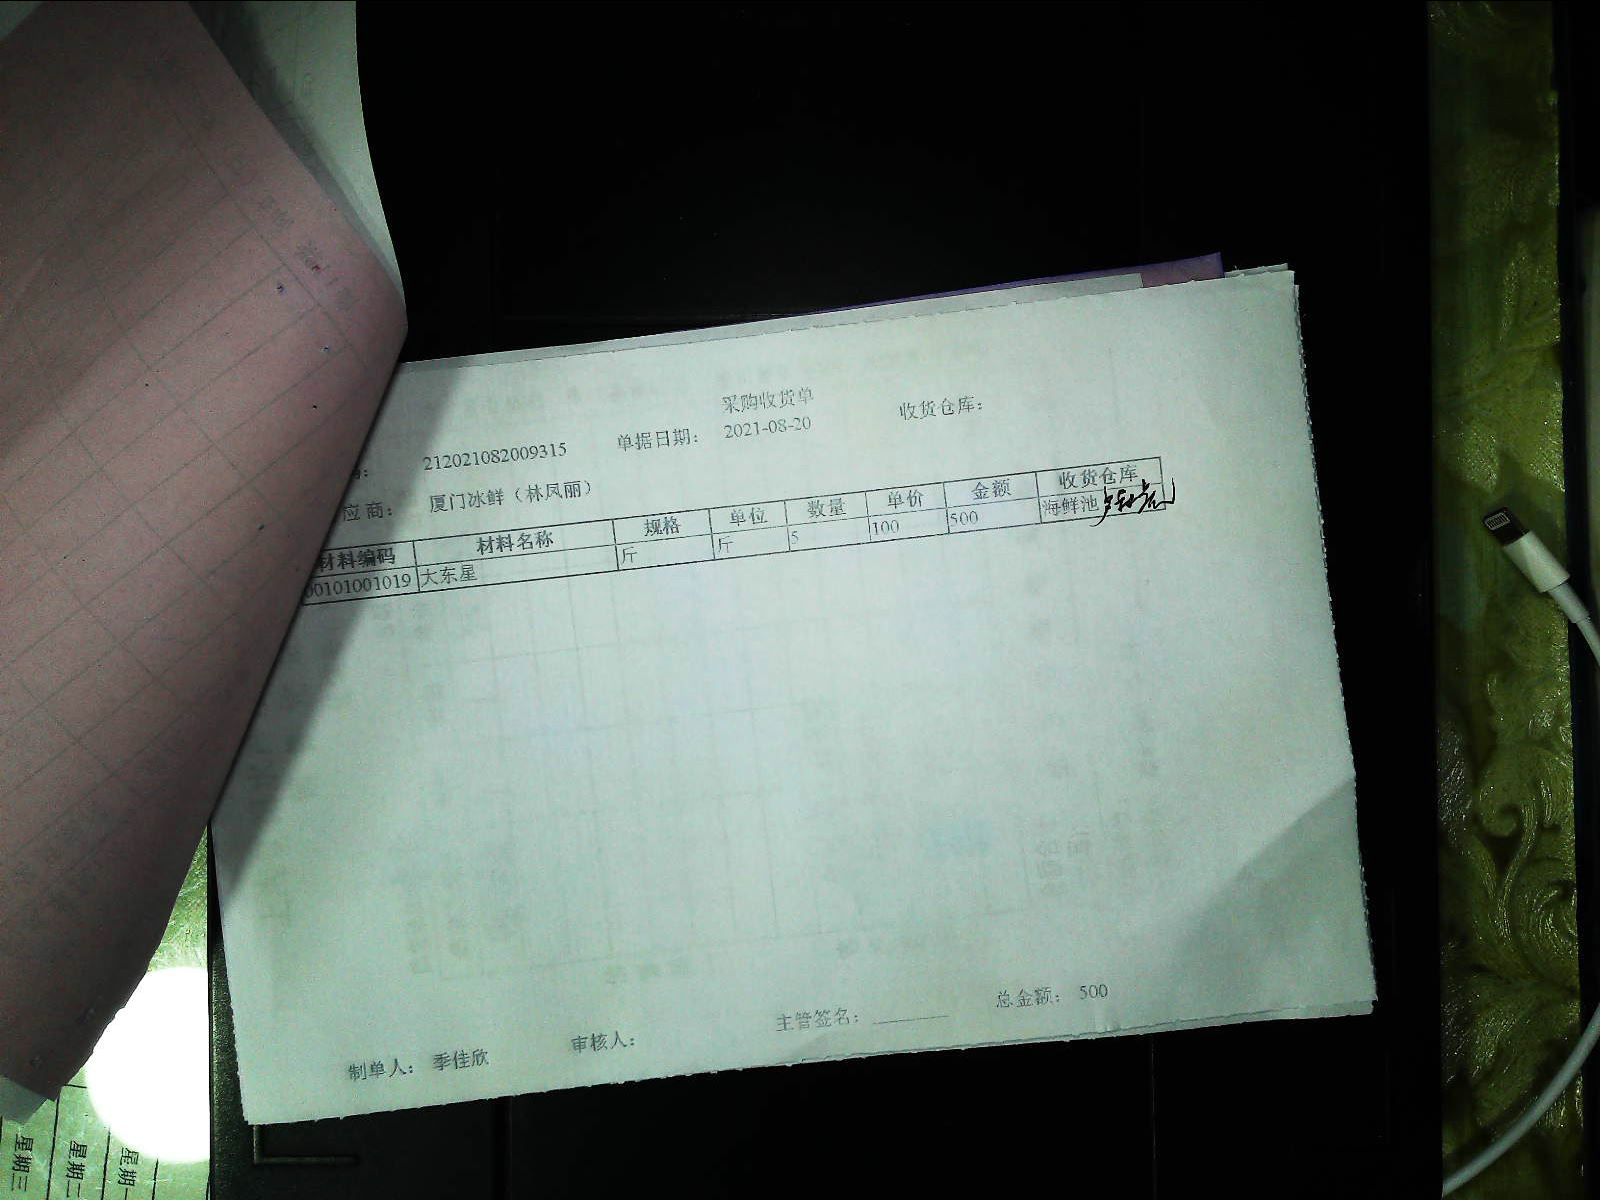 采购收货单
212021082009315 单据日期： 2021-08-20 收货仓库：
应商： 厦门冰鲜（林凤丽）
材料编码 材料名称 规格 单位 数量 单价 金额 收货仓库
00101001019 大东星 斤 斤 5 100 500 海鲜池
制单人： 季佳欣 审核人： 主管签名： 总金额： 500
星期三 星期二 星期一